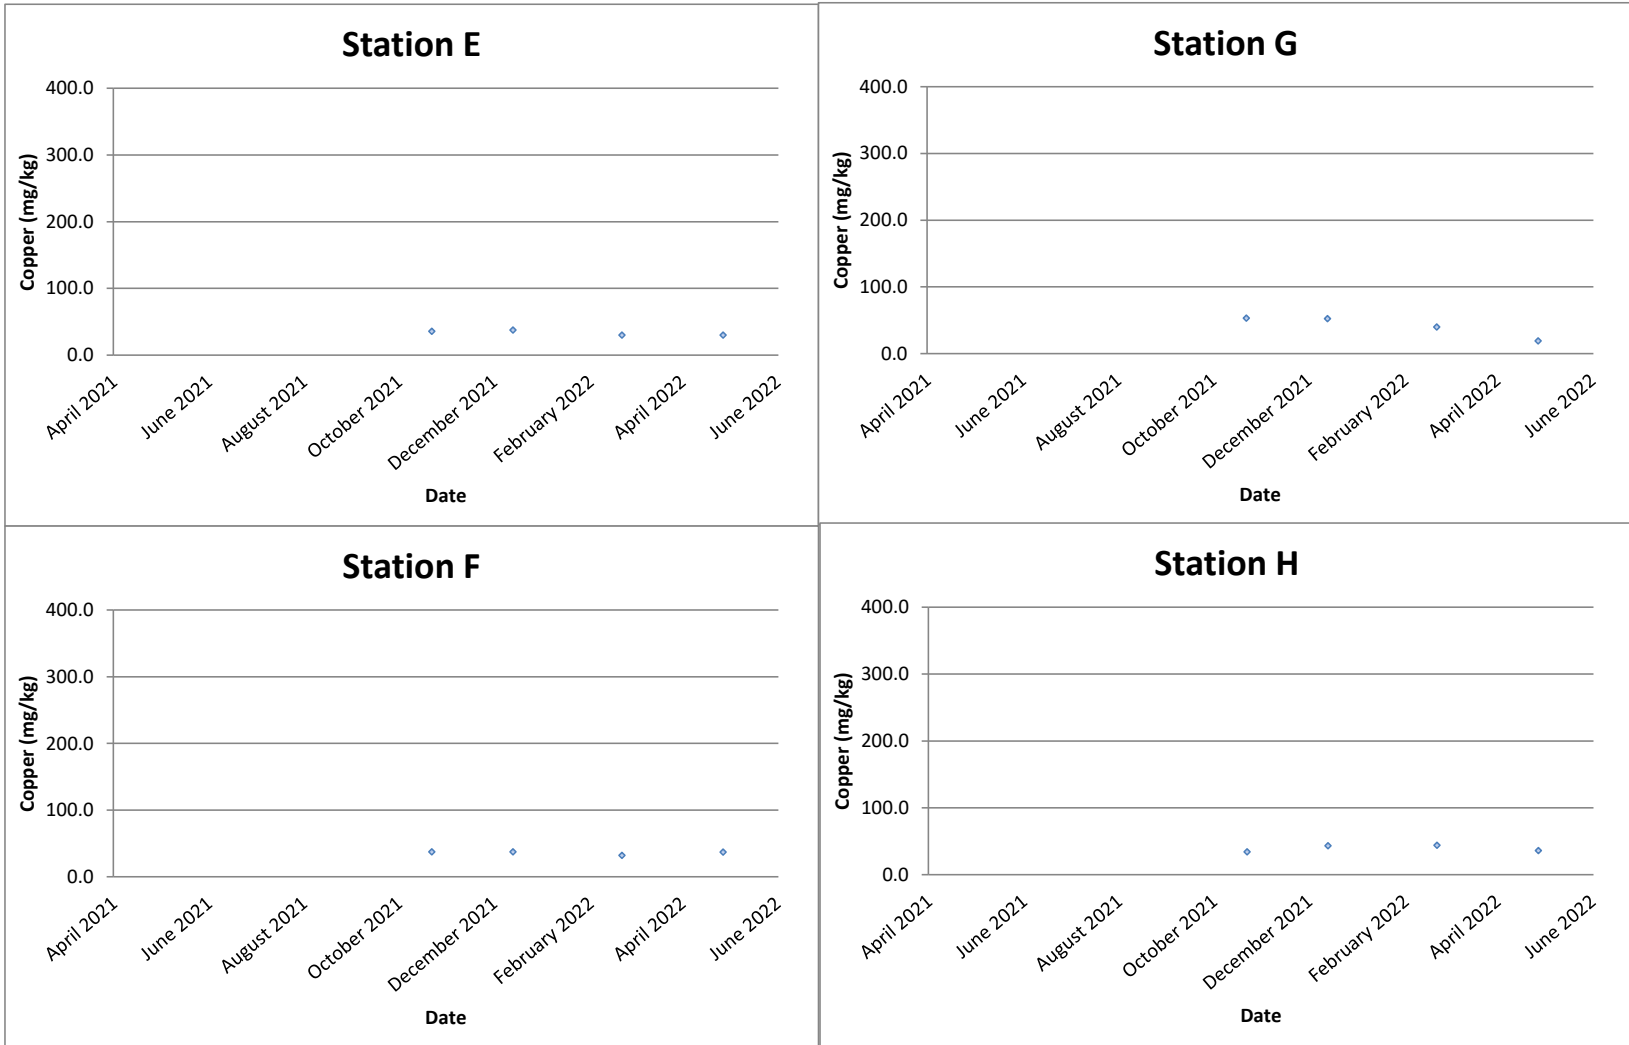 Station E
400.0
300.0
200.0
100.0
0.0
Copper (mg/kg)
April 2021
June 2021
August 2021
October 2021
December 2021
February 2022
April 2022
June 2022
Date
Station G
400.0
300.0
200.0
100.0
0.0
Copper (mg/kg)
April 2021
June 2021
August 2021
October 2021
December 2021
February 2022
April 2022
June 2022
Date
Station F
400.0
300.0
200.0
100.0
0.0
Copper (mg/kg)
April 2021
June 2021
August 2021
October 2021
December 2021
February 2022
April 2022
June 2022
Date
Station H
400.0
300.0
200.0
100.0
0.0
Copper (mg/kg)
April 2021
June 2021
August 2021
October 2021
December 2021
February 2022
April 2022
June 2022
Date